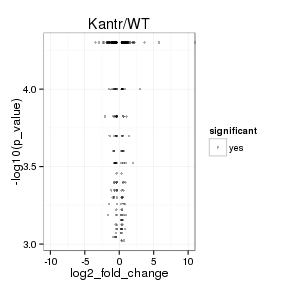 Kantr/WT
-log10(p_value)
4.0
3.5
3.0
-10
-5
0
5
10
log2_fold_change
significant
yes